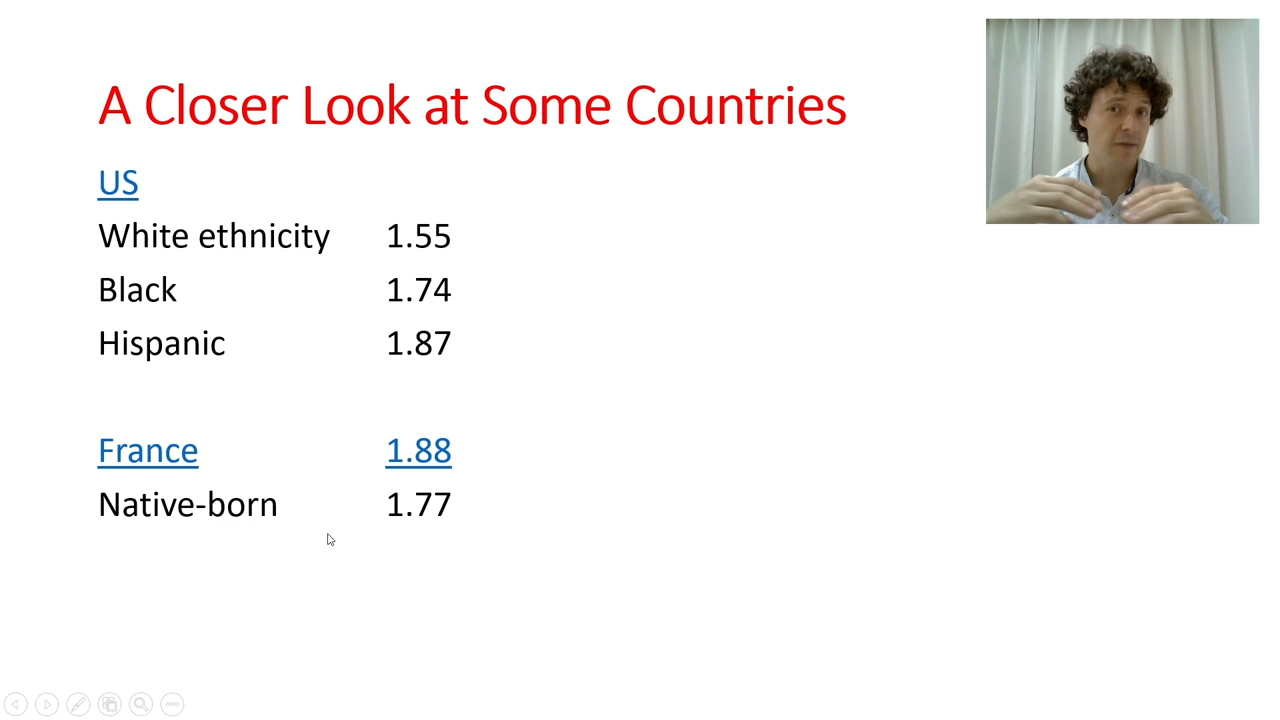 A Closer Look at Some Countries
US
White ethnicity 1.55
Black 1.74
Hispanic 1.87
France 1.88
Native-born 1.77